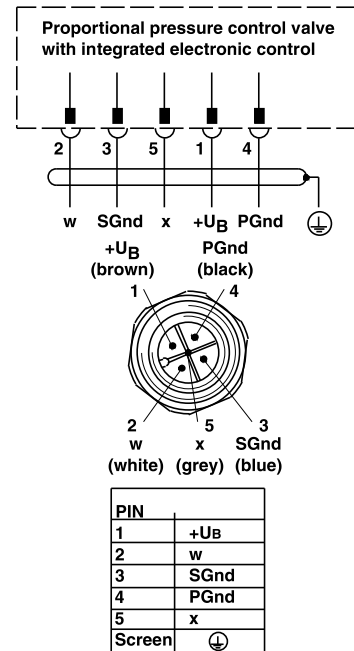 Proportional pressure control valve
with integrated electronic control
2 3 5 1 4
w SGnd x +UB PGnd
+UB PGnd
(brown) (black)
1 4
2 5 3
w x SGnd
(white) (grey) (blue)
PIN
1 +UB
2 w
3 SGnd
4 PGnd
5 x
Screen